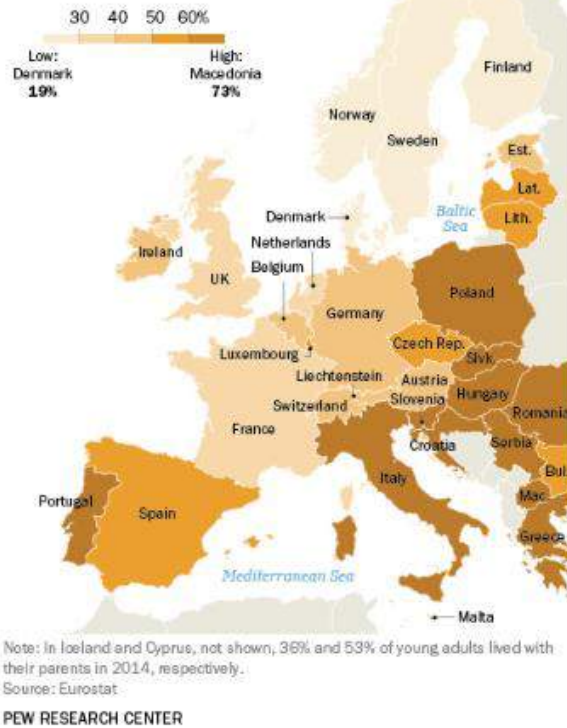 30 40 50 60%
Low:
Denmark
19%
High:
Macedonia
73%
Finland
Norway
Sweden
Est.
Lat.
Lith.
Baltic
Sea
Denmark
Netherlands
Belgium
Ireland
UK
Poland
Germany
Czech Rep.
Luxembourg
Slvk.
Liechtenstein
Austria
Hungary
Slovenia
Switzerland
Romania
France
Croatia
Serbia
Italy
Bul
Portugal
Spain
Mac.
Greece
Mediterranean Sea
Malta
Note: In Iceland and Cyprus, not shown, 36% and 53% of young adults lived with
their parents in 2014, respectively.
Source: Eurostat
PEW RESEARCH CENTER